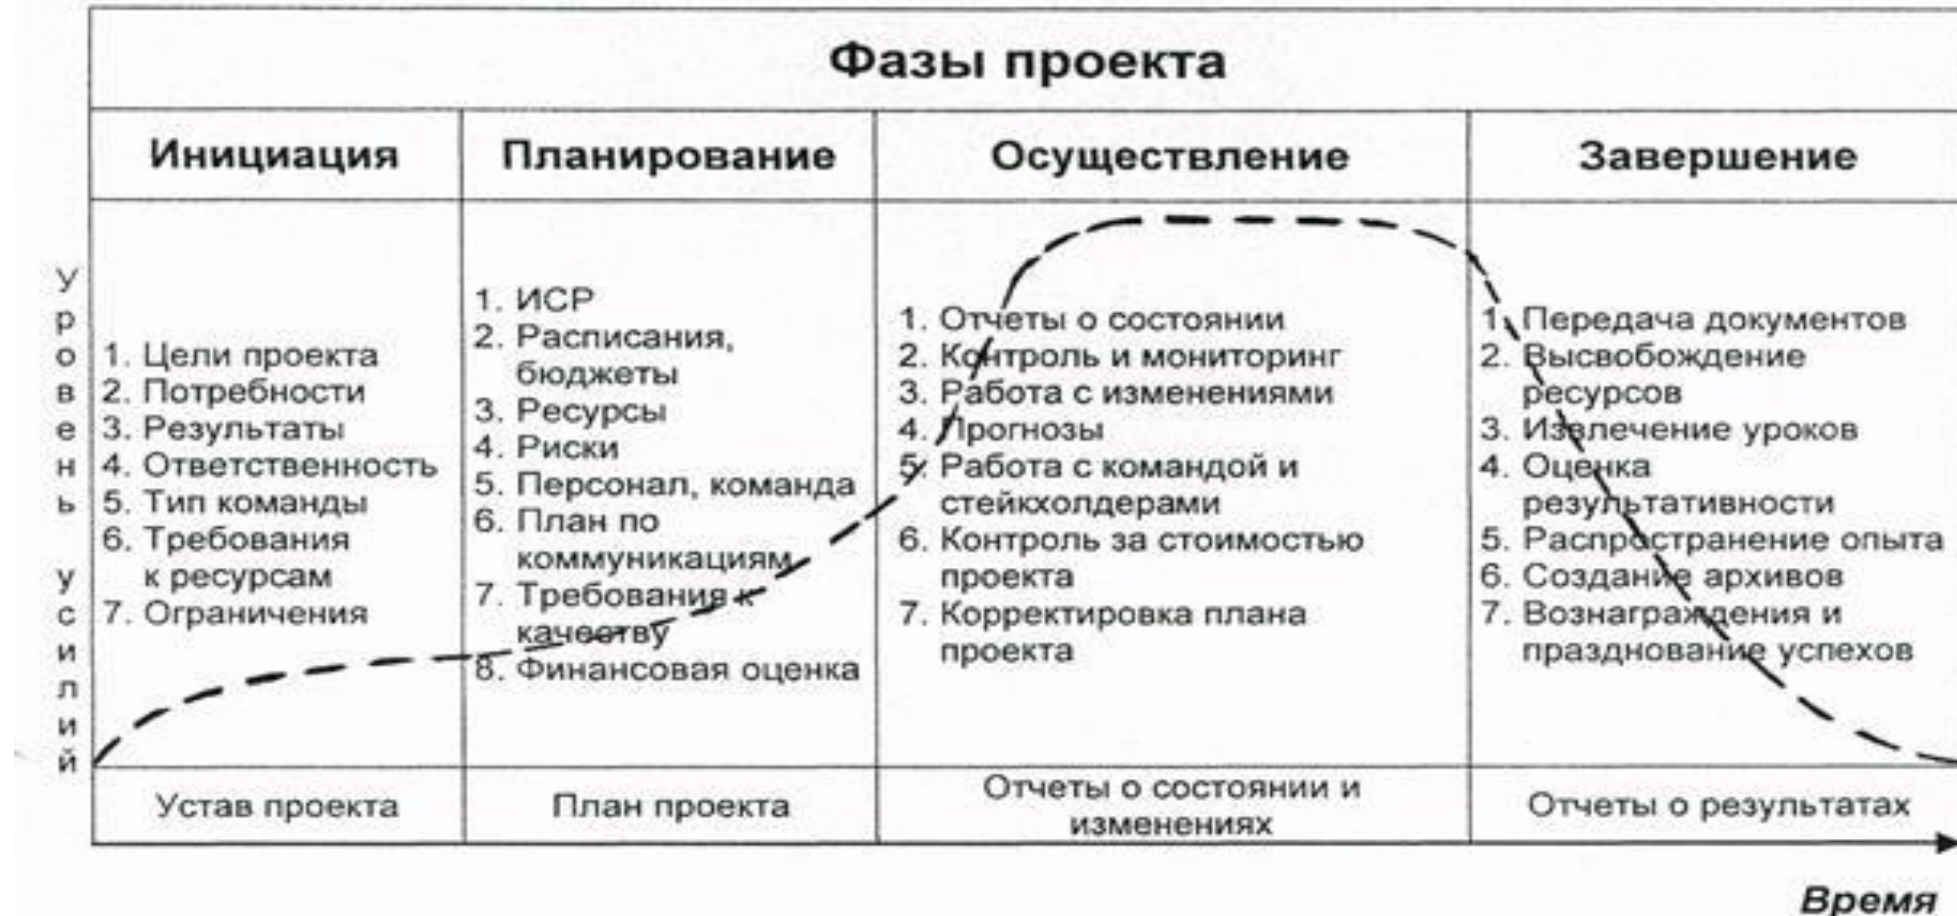 Фазы проекта
Инициация
Планирование
Осуществление
Завершение
Уровень усилий
1. Цели проекта
2. Потребности
3. Результаты
4. Ответственность
5. Тип команды
6. Требования
к ресурсам
7. Ограничения
1. ИСР
2. Расписания,
бюджеты
3. Ресурсы
4. Риски
5. Персонал, команда
6. План по
коммуникациям
7. Требования к
качеству
8. Финансовая оценка
1. Отчеты о состоянии
2. Контроль и мониторинг
3. Работа с изменениями
4. Прогнозы
5. Работа с командой и
стейкхолдерами
6. Контроль за стоимостью
проекта
7. Корректировка плана
проекта
1. Передача документов
2. Высвобождение
ресурсов
3. Извлечение уроков
4. Оценка
результативности
5. Распространение опыта
6. Создание архивов
7. Вознаграждения и
празднование успехов
Устав проекта
План проекта
Отчеты о состоянии и
изменениях
Отчеты о результатах
Время